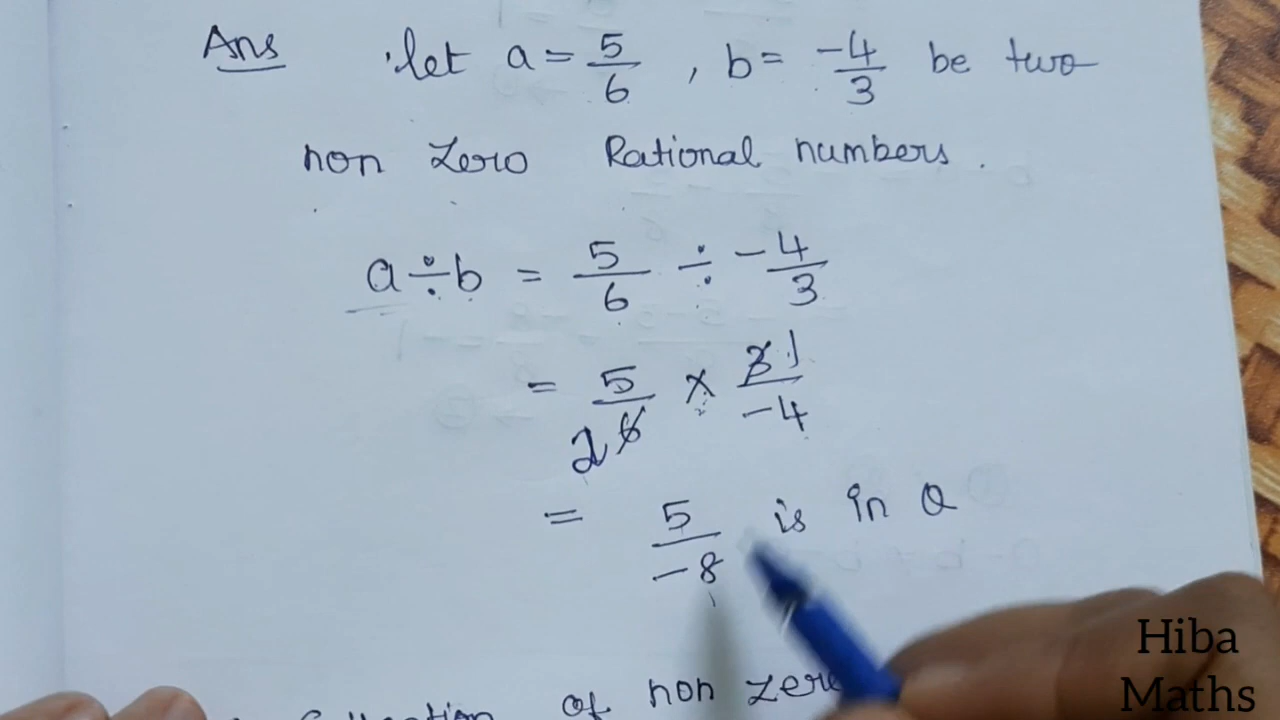 Ans let a = 5/6 , b = -4/3 be two
non Zero Rational numbers .
a ÷ b = 5/6 ÷ -4/3
= 5/2 6 × 3 1/-4
= 5/-8 is in Q
of non zero
Hiba
Maths